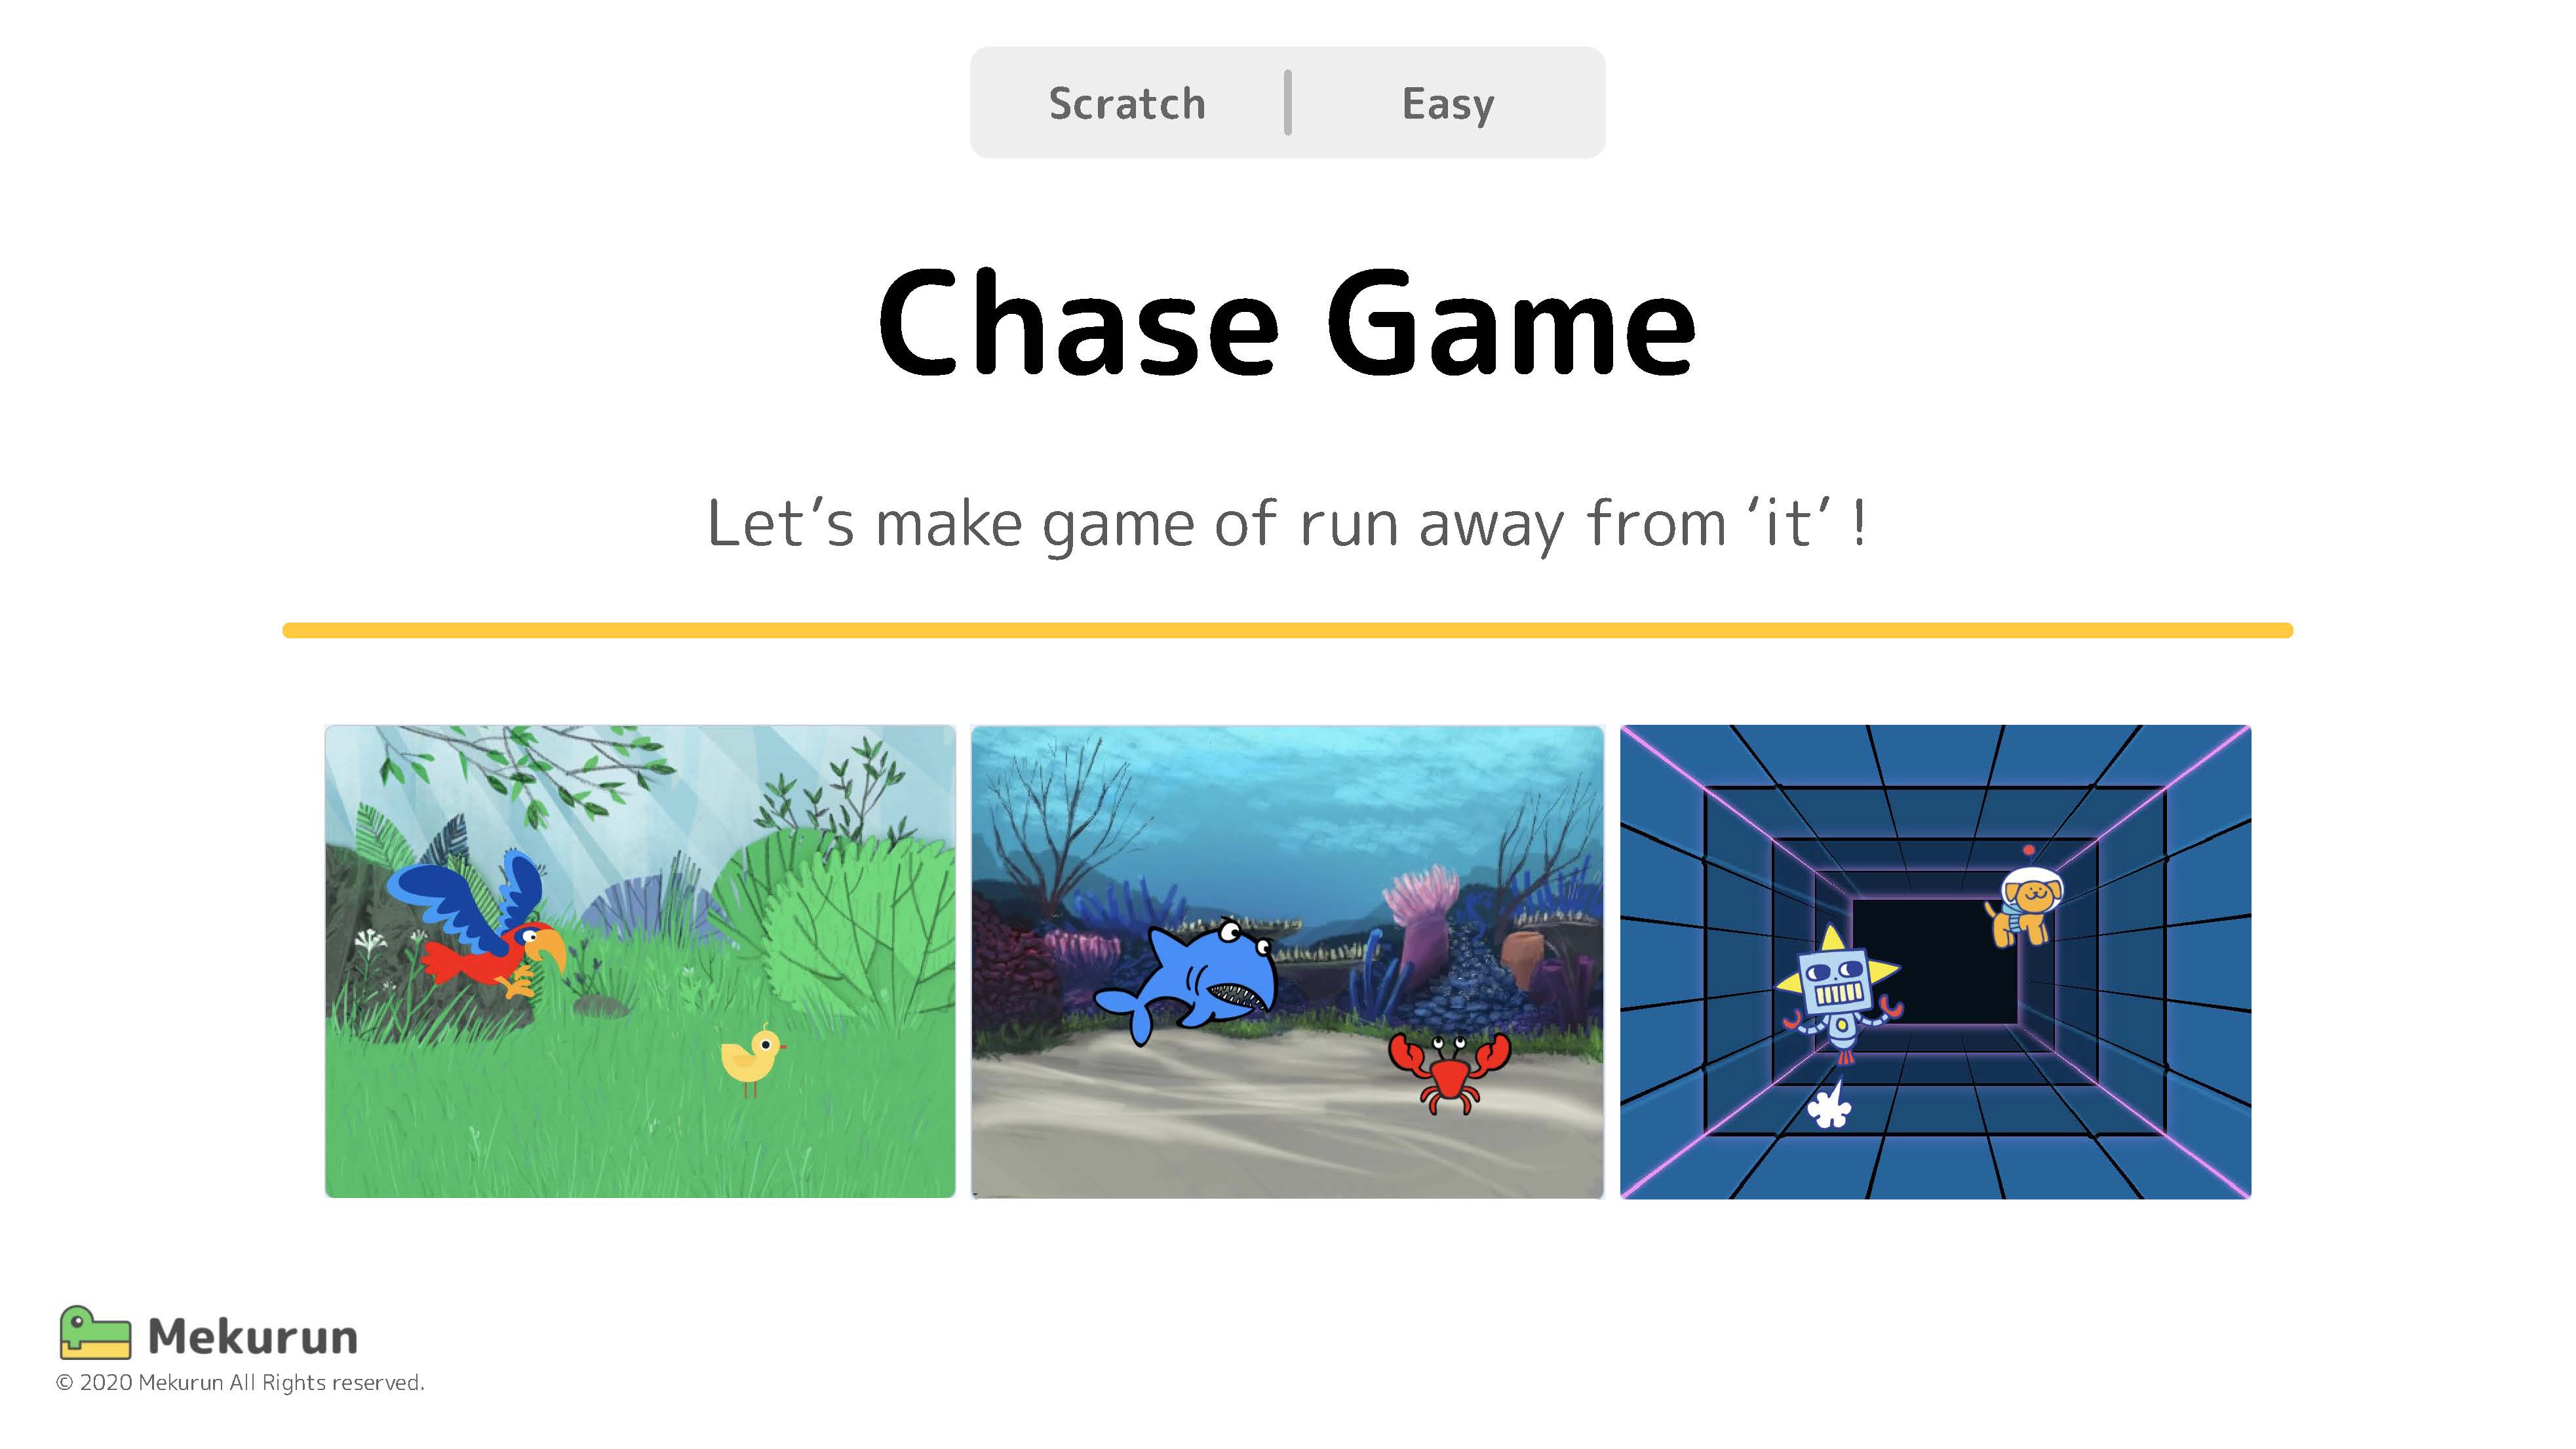 Scratch | Easy
Chase Game
Let’s make game of run away from ‘it’ !
Mekurun
© 2020 Mekurun All Rights reserved.